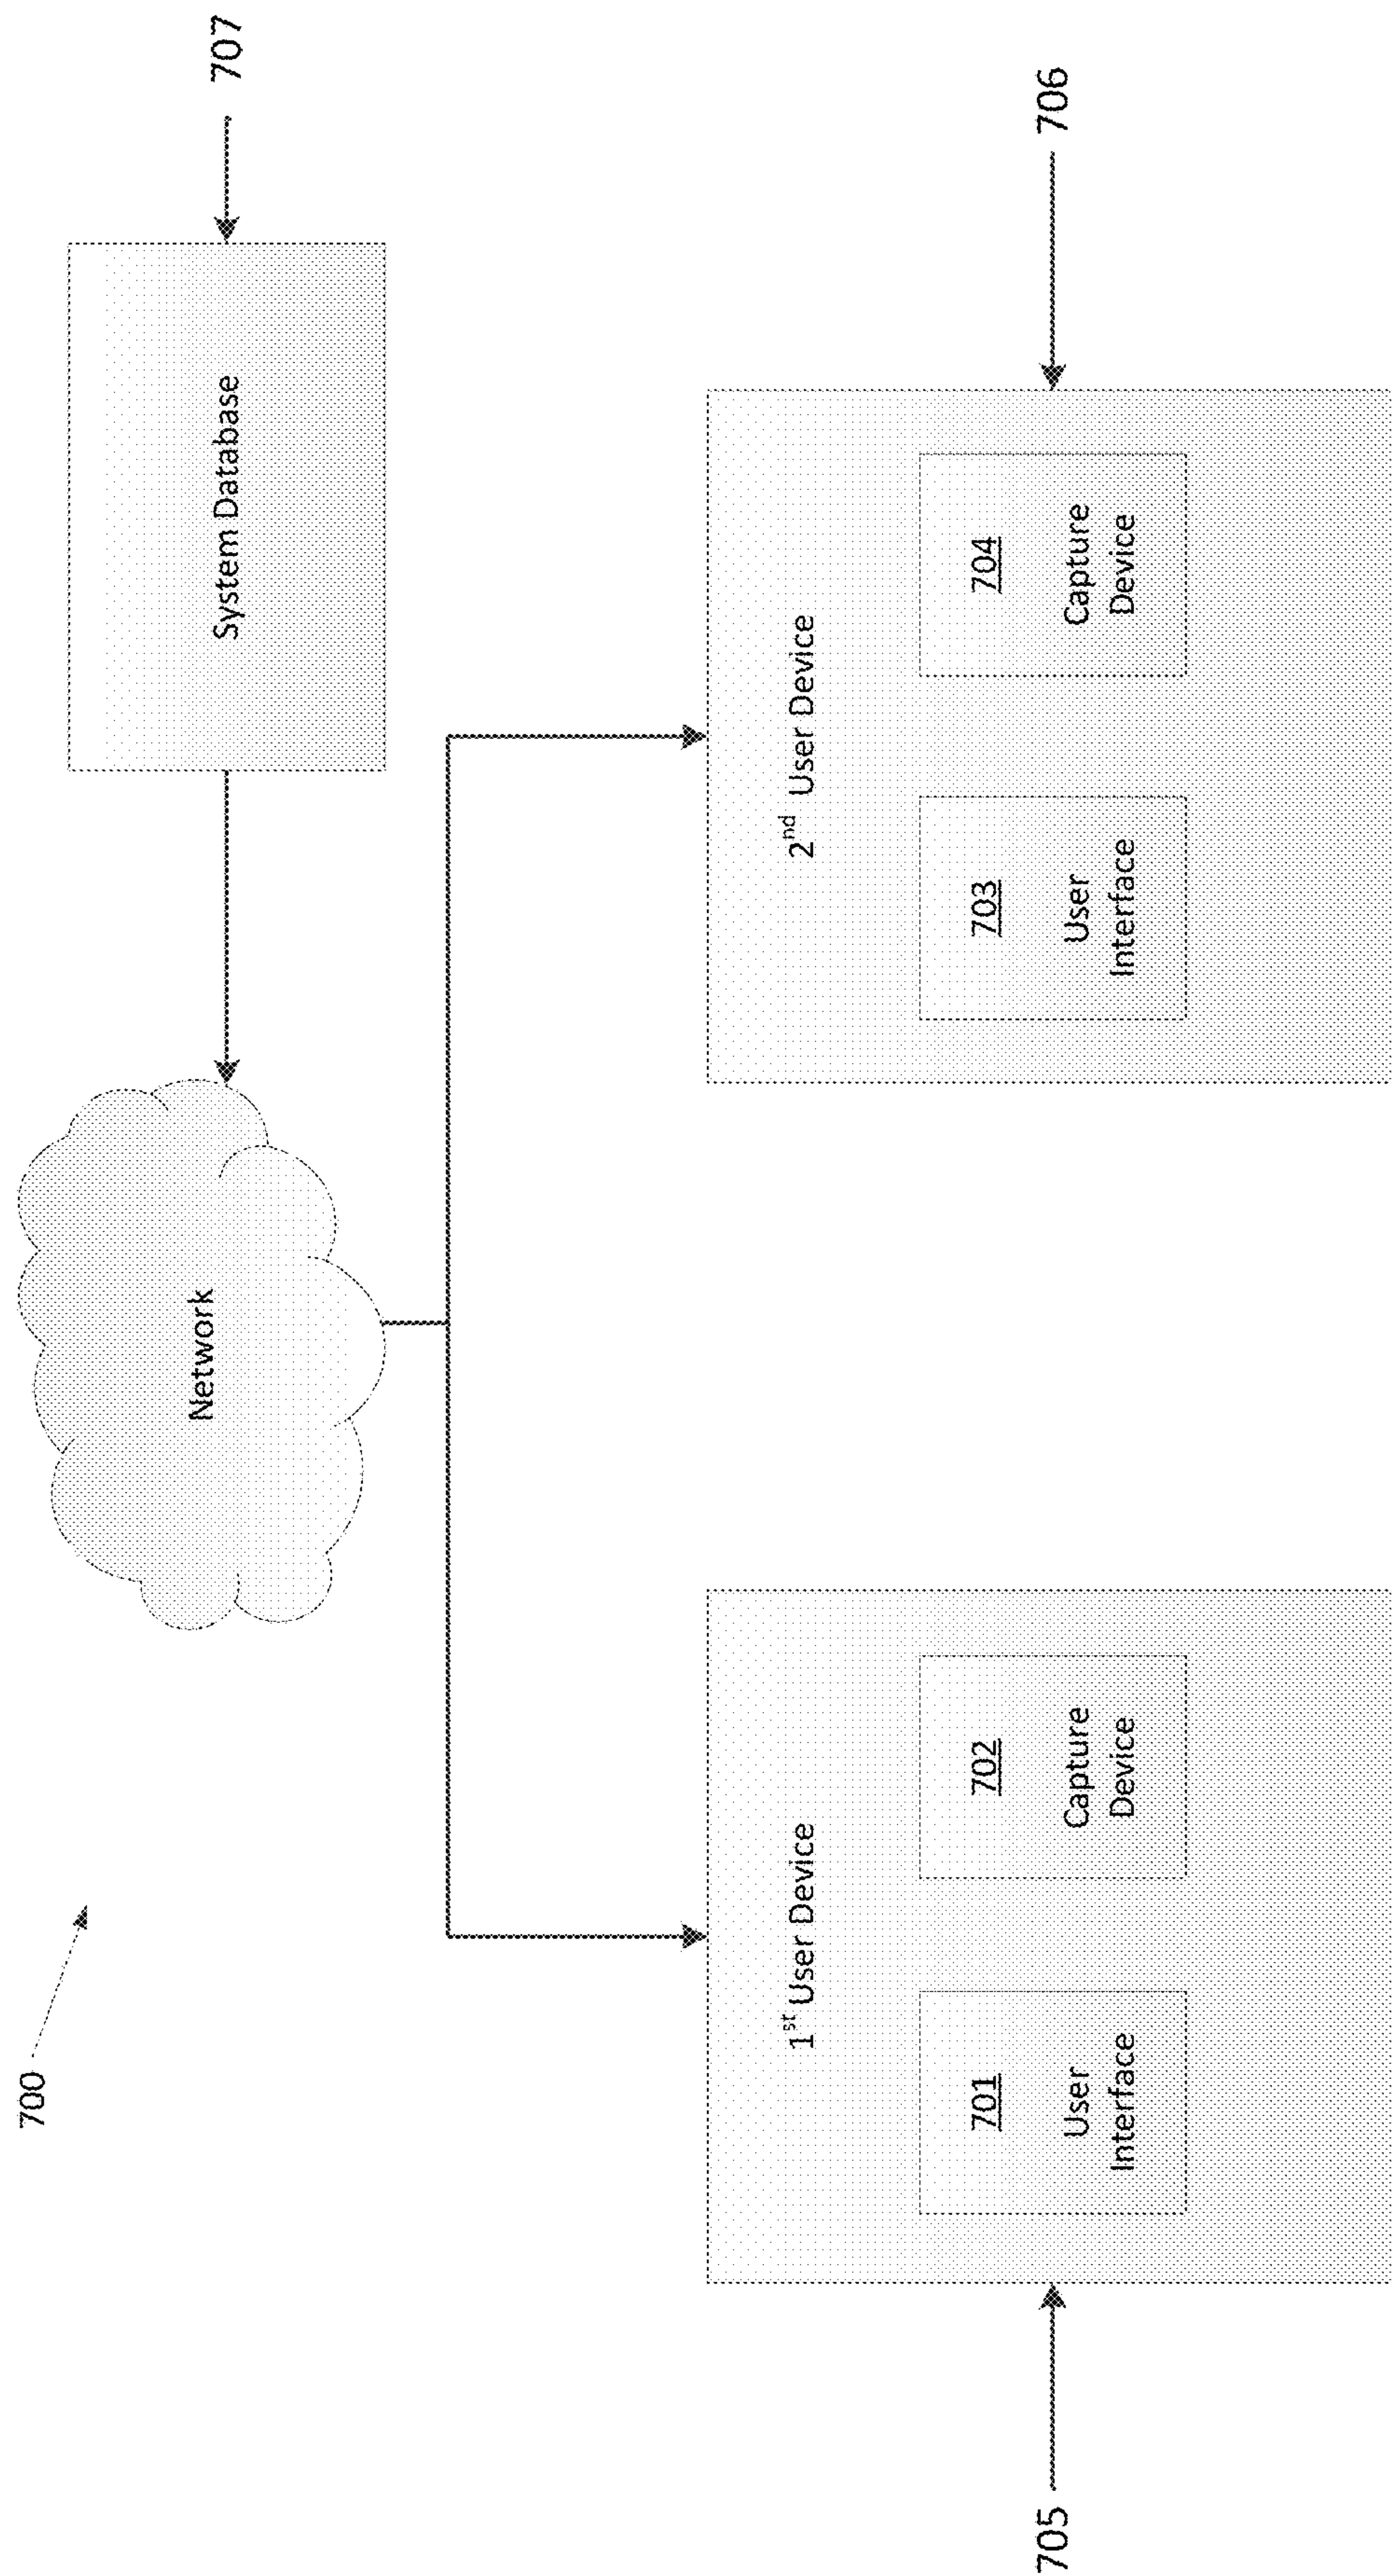 700
Network
System Database
707
1st User Device
701
User
Interface
702
Capture
Device
705
2nd User Device
703
User
Interface
704
Capture
Device
706